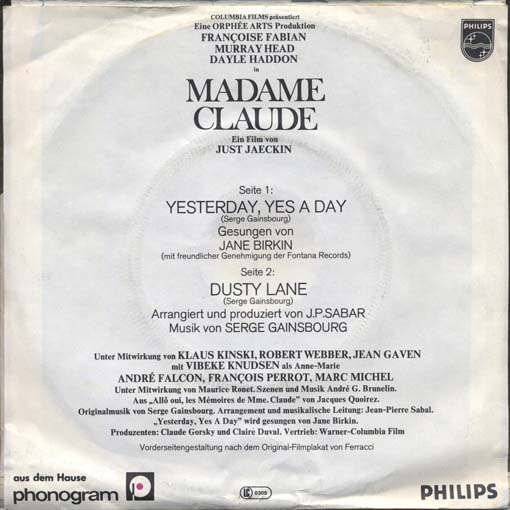 COLUMBIA FILMS präsentiert
Eine ORPHÉE ARTS Produktion
FRANÇOISE FABIAN
MURRAY HEAD
DAYLE HADDON
in
MADAME
CLAUDE
Ein Film von
JUST JAECKIN
PHILIPS
Seite 1:
YESTERDAY, YES A DAY
(Serge Gainsbourg)
Gesungen von
JANE BIRKIN
(mit freundlicher Genehmigung der Fontana Records)
Seite 2:
DUSTY LANE
(Serge Gainsbourg)
Arrangiert und produziert von J.P.SABAR
Musik von SERGE GAINSBOURG
Unter Mitwirkung von KLAUS KINSKI, ROBERT WEBBER, JEAN GAVEN
mit VIBEKE KNUDSEN als Anne-Marie
ANDRÉ FALCON, FRANÇOIS PERROT, MARC MICHEL
Unter Mitwirkung von Maurice Ronet. Szenen und Musik André G. Brunelin.
Aus „Allô oui, les Mémoires de Mme. Claude" von Jacques Quoirez.
Originalmusik von Serge Gainsbourg. Arrangement und musikalische Leitung: Jean-Pierre Sabal.
„Yesterday, Yes A Day" wird gesungen von Jane Birkin.
Produzenten: Claude Gorsky und Claire Duval. Vertrieb: Warner-Columbia Film
Vorderseitengestaltung nach dem Original-Filmplakat von Ferracci
aus dem Hause
phonogram
LC 0305
PHILIPS